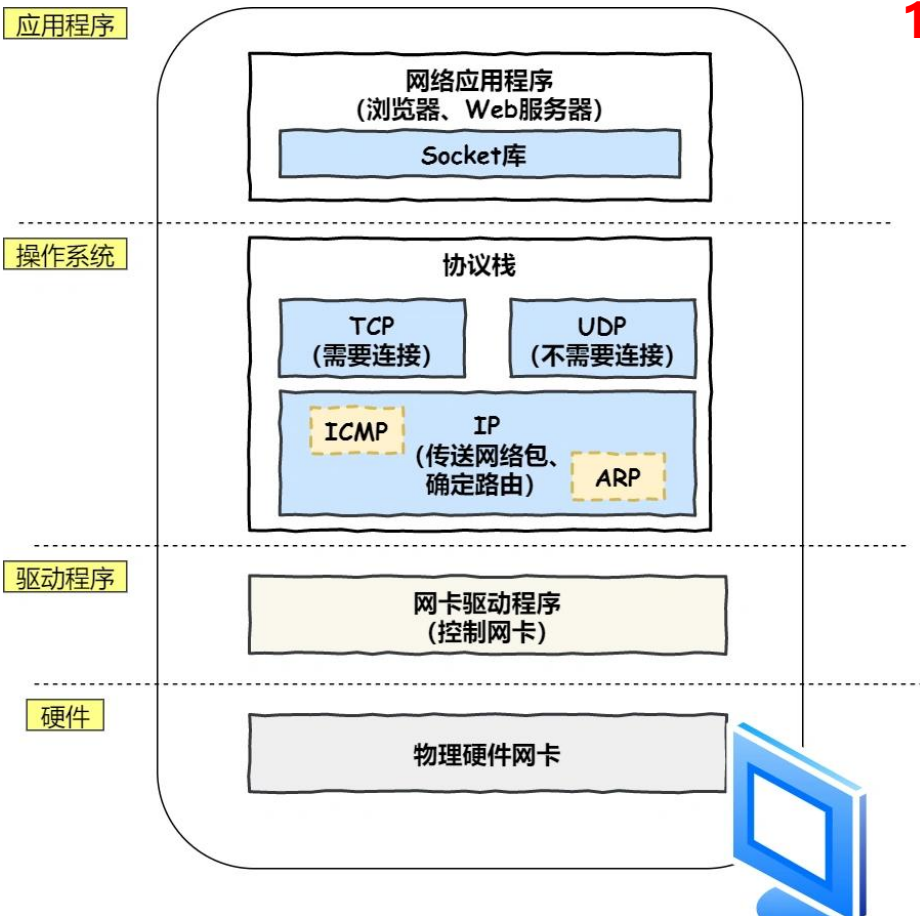 应用程序
1
网络应用程序
(浏览器、Web服务器)
Socket库
操作系统
协议栈
TCP
(需要连接)
UDP
(不需要连接)
ICMP
IP
(传送网络包、
确定路由)
ARP
驱动程序
网卡驱动程序
(控制网卡)
硬件
物理硬件网卡